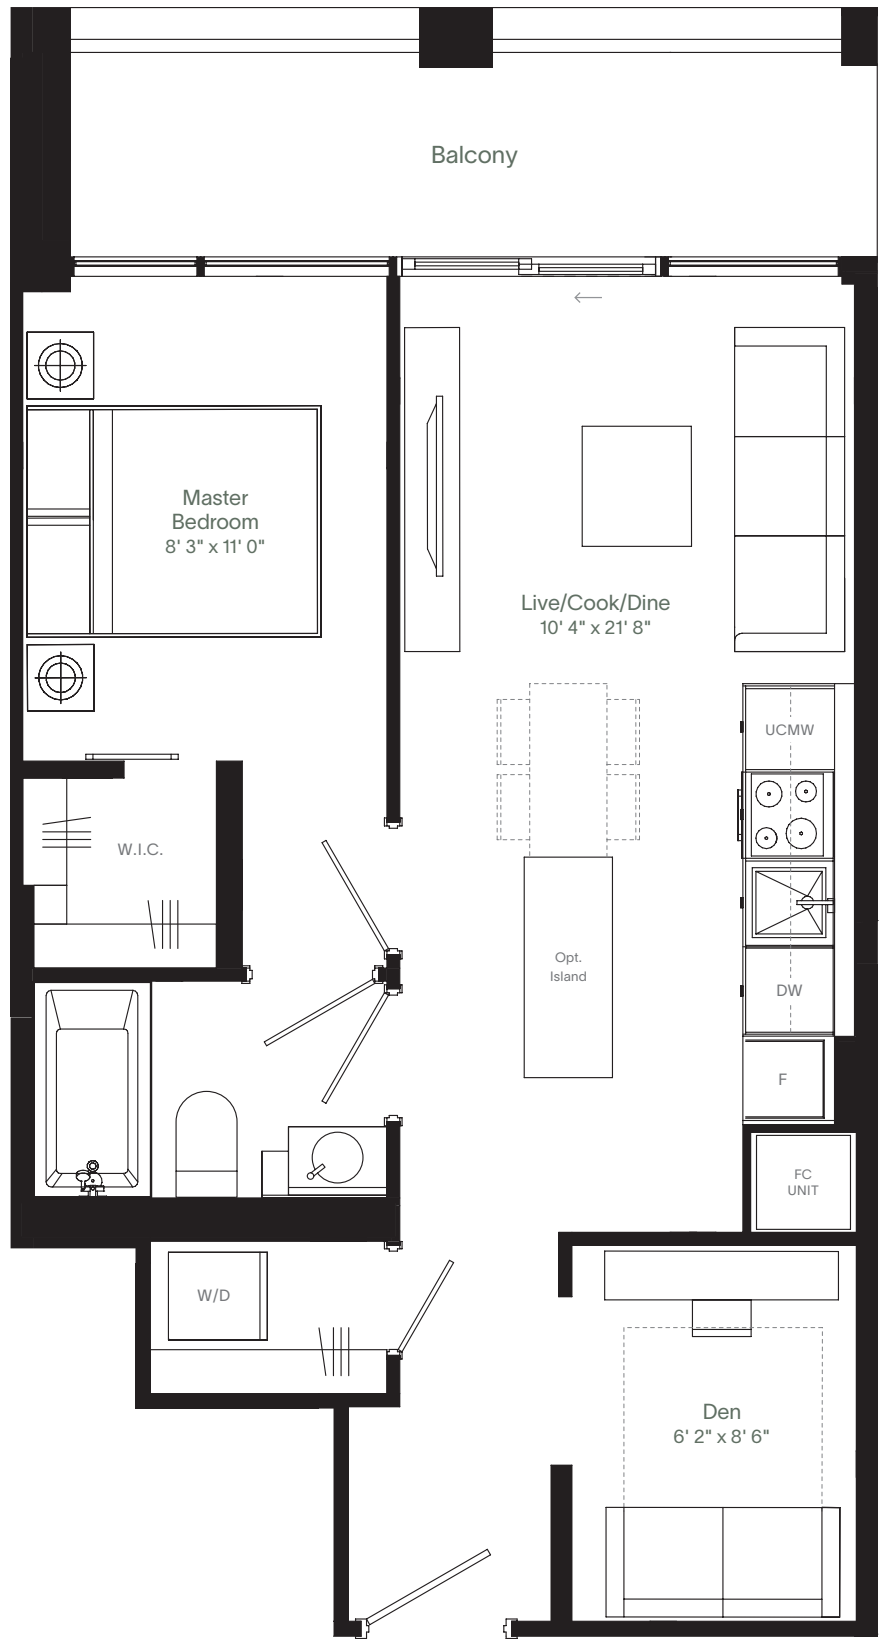 Balcony
Master
Bedroom
8' 3" x 11' 0"
Live/Cook/Dine
10' 4" x 21' 8"
UCMW
W.I.C.
Opt.
Island
DW
F
FC
UNIT
W/D
Den
6' 2" x 8' 6"